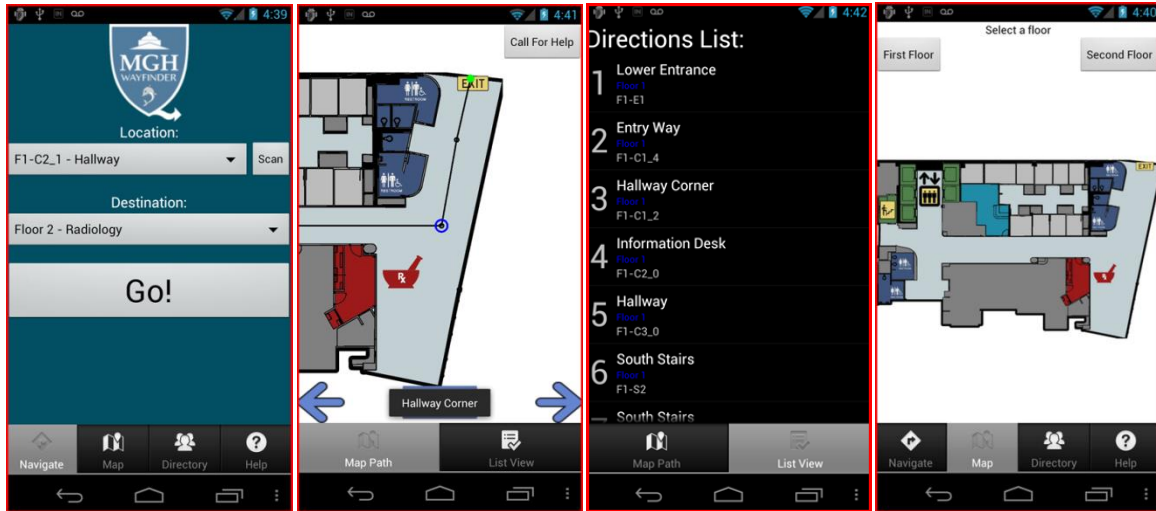 4:39
MGH
WAYFINDER
Location:
F1-C2_1 - Hallway
Scan
Destination:
Floor 2 - Radiology
Go!
Navigate
Map
Directory
Help
4:41
Call For Help
EXIT
RX
Hallway Corner
Map Path
List View
4:42
Directions List:
1
Lower Entrance
Floor 1
F1-E1
2
Entry Way
Floor 1
F1-C1_4
3
Hallway Corner
Floor 1
F1-C1_2
4
Information Desk
Floor 1
F1-C2_0
5
Hallway
Floor 1
F1-C3_0
6
South Stairs
Floor 1
F1-S2
South Stairs
Map Path
List View
4:40
Select a floor
First Floor
Second Floor
EXIT
RX
Navigate
Map
Directory
Help